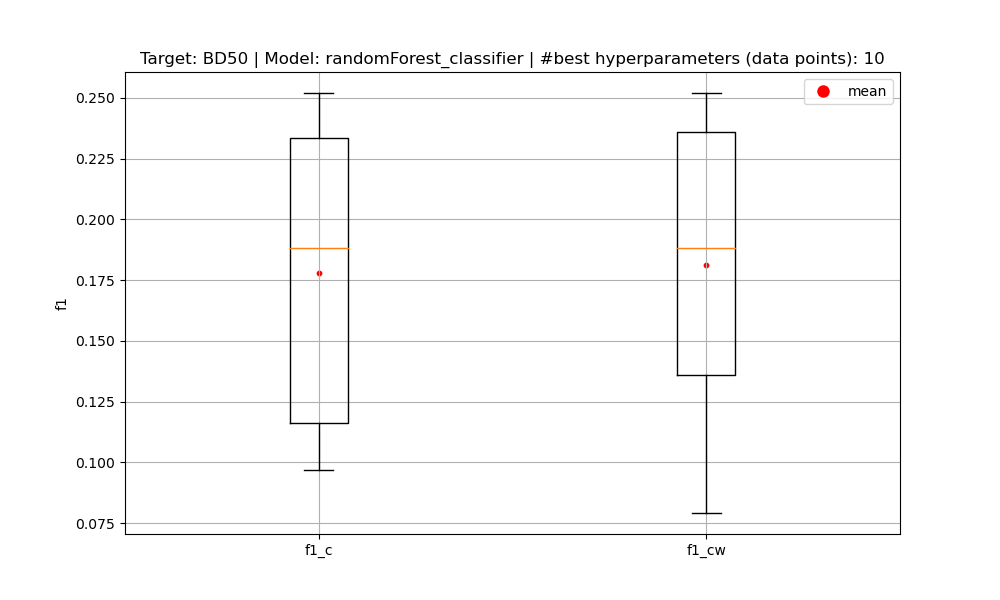 Target: BD50 | Model: randomForest_classifier | #best hyperparameters (data points): 10
mean
0.250
0.225
0.200
0.175
0.150
0.125
0.100
0.075
f1
f1_c
f1_cw